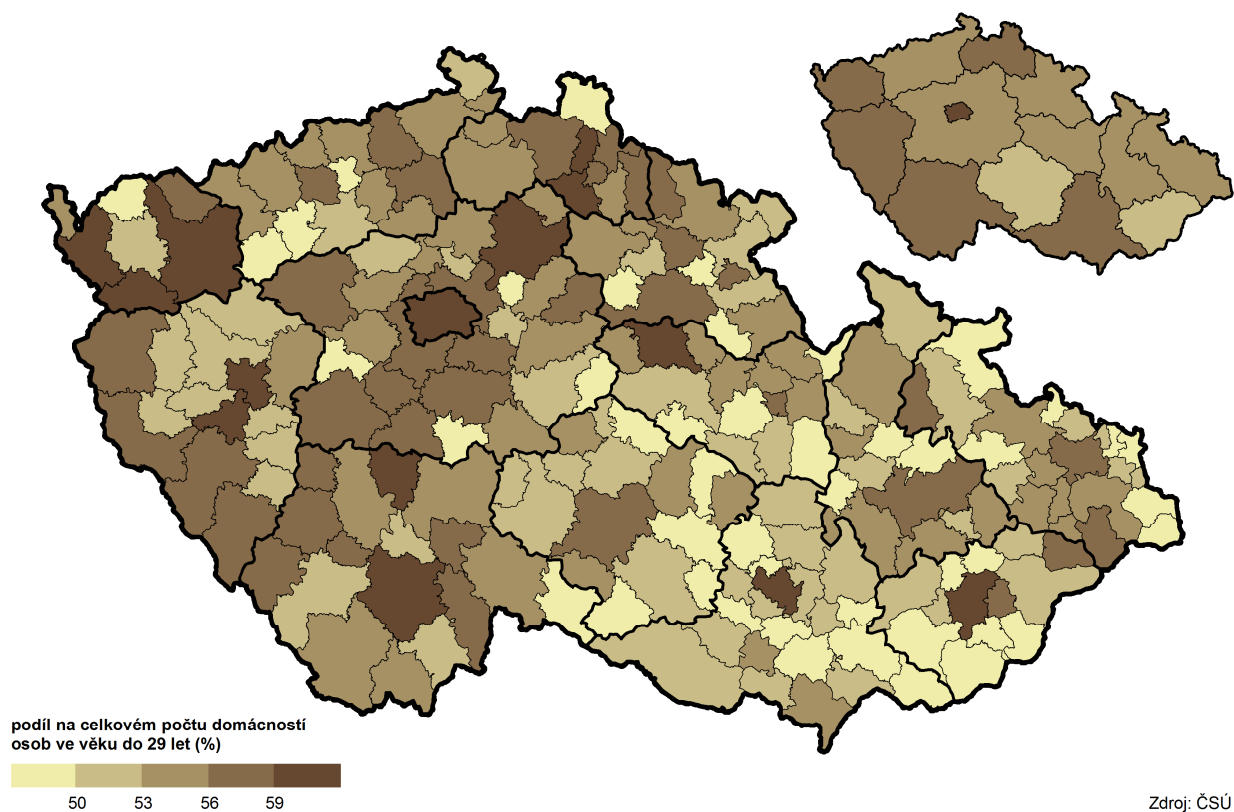 podíl na celkovém počtu domácností
osob ve věku do 29 let (%)
50 53 56 59
Zdroj: ČSÚ